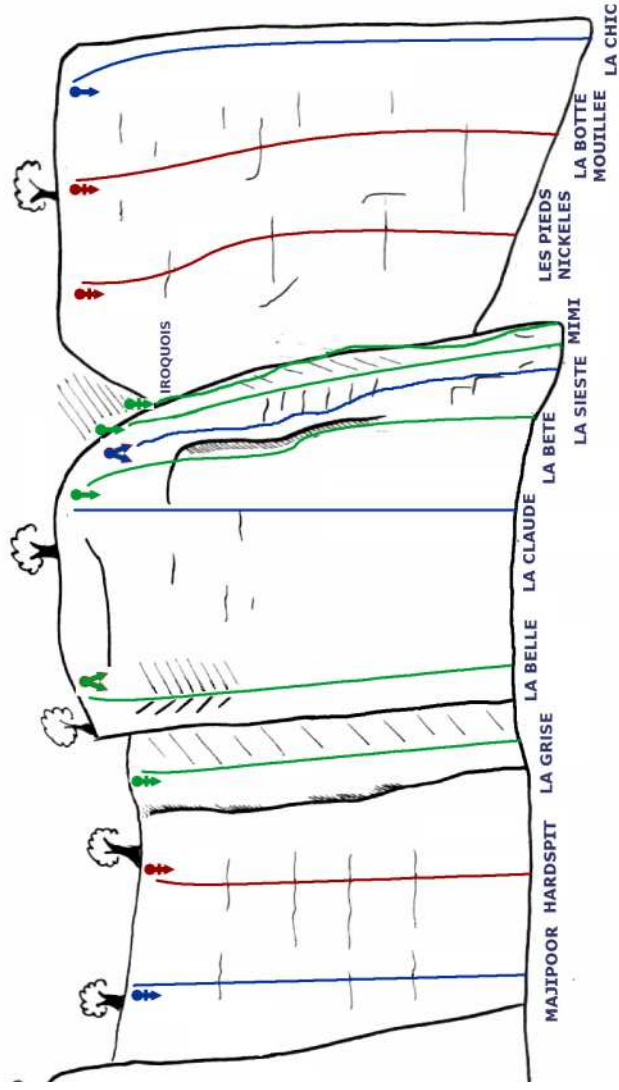 IROQUOIS
MAJIPOOR
HARDSPIT
LA GRISE
LA BELLE
LA CLAUDE
LA BETE
LA SIESTE
MIMI
LES PIEDS
NICKELES
LA BOTTE
MOUILLEE
LA CHIC